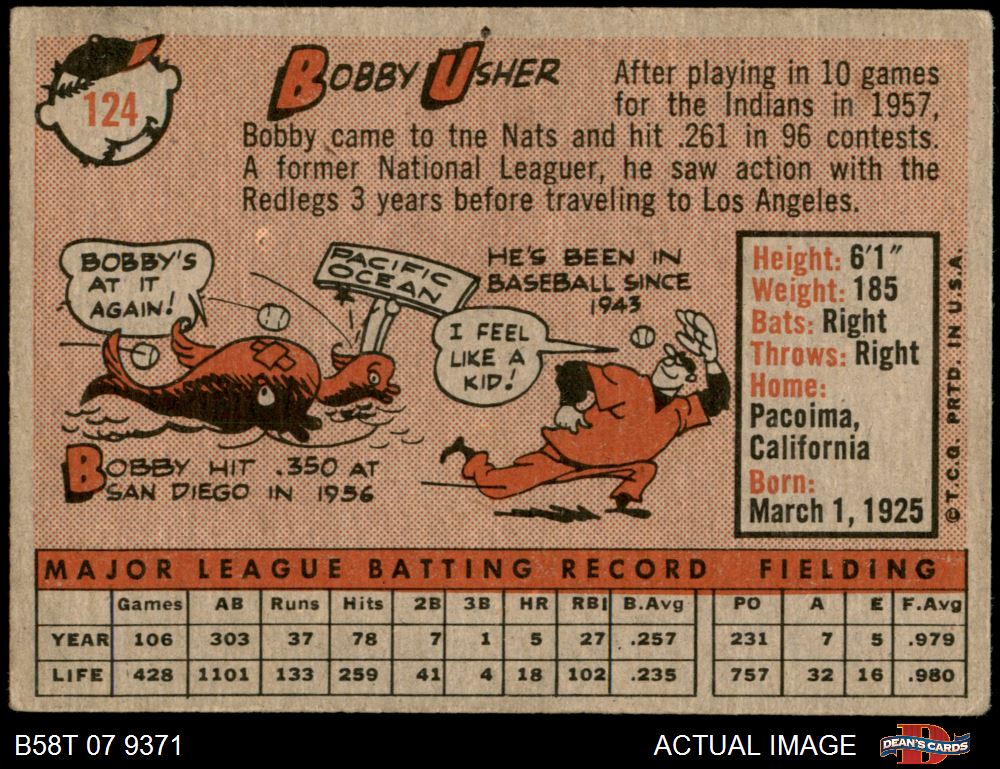 124
BOBBY USHER
After playing in 10 games
for the Indians in 1957,
Bobby came to tne Nats and hit .261 in 96 contests.
A former National Leaguer, he saw action with the
Redlegs 3 years before traveling to Los Angeles.
BOBBY'S
AT IT
AGAIN!
PACIFIC
OCEAN
BOBBY HIT .350 AT
SAN DIEGO IN 1956
HE'S BEEN IN
BASEBALL SINCE
1943
I FEEL
LIKE A
KID!
Height: 6'1"
Weight: 185
Bats: Right
Throws: Right
Home:
Pacoima,
California
Born:
March 1, 1925
© T.C.G. PRTD. IN U.S.A.
MAJOR LEAGUE BATTING RECORD FIELDING
Games AB Runs Hits 2B 3B HR RBI B.Avg PO A E F.Avg
YEAR 106 303 37 78 7 1 5 27 .257 231 7 5 .979
LIFE 428 1101 133 259 41 4 18 102 .235 757 32 16 .980
B58T 07 9371
ACTUAL IMAGE
DEAN'S CARDS